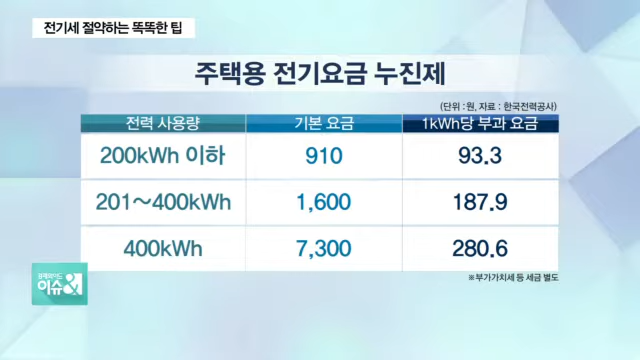 전기세 절약하는 똑똑한 팁
주택용 전기요금 누진제
(단위 : 원, 자료 : 한국전력공사)
전력 사용량 기본 요금 1kWh당 부과 요금
200kWh 이하 910 93.3
201~400kWh 1,600 187.9
400kWh 7,300 280.6
※부가가치세 등 세금 별도
경제와이드
이슈&